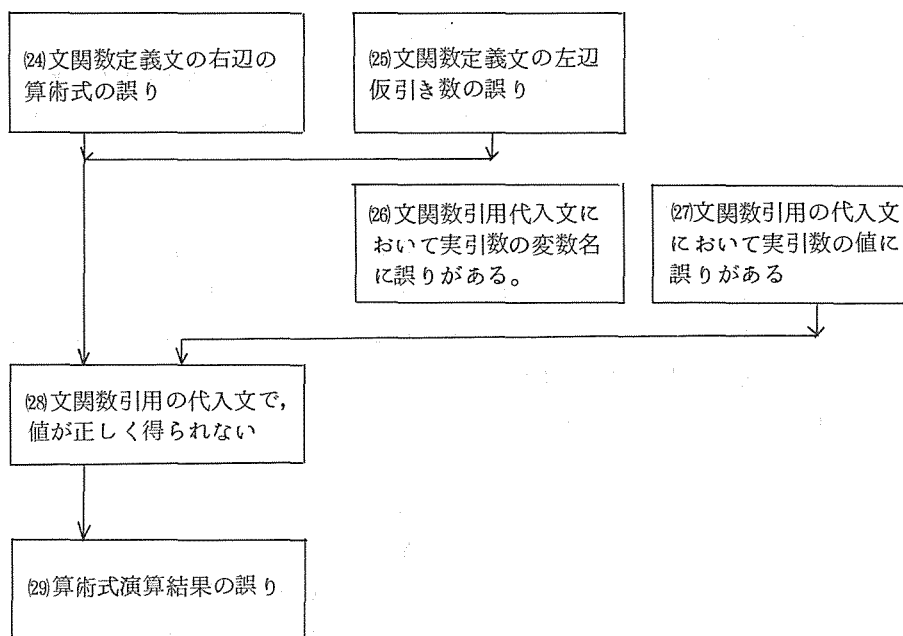 (24)文関数定義文の右辺の
算術式の誤り
(25)文関数定義文の左辺
仮引き数の誤り
(26)文関数引用代入文に
おいて実引数の変数名
に誤りがある。
(27)文関数引用の代入文
において実引数の値に
誤りがある
(28)文関数引用の代入文で,
値が正しく得られない
(29)算術式演算結果の誤り